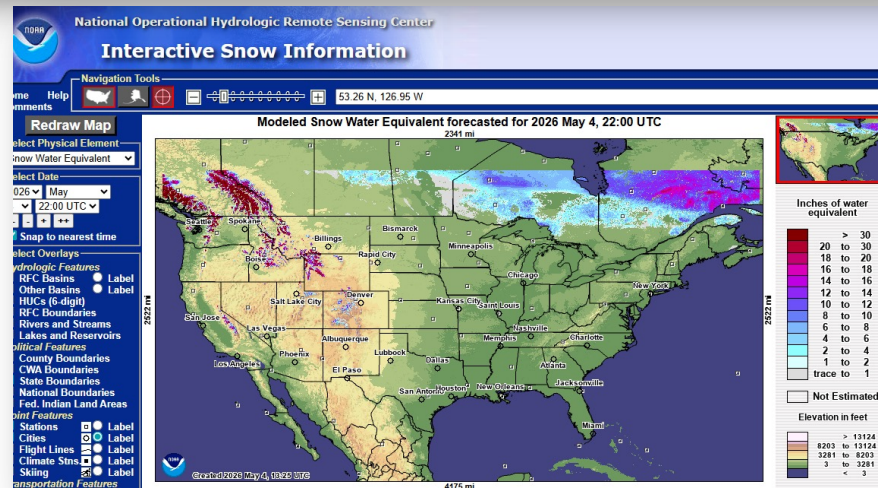 NOAA
National Operational Hydrologic Remote Sensing Center
Interactive Snow Information
Navigation Tools
ome Help
omments
53.26 N, 126.95 W
Redraw Map
elect Physical Element
now Water Equivalent
elect Date
026 May
22:00 UTC
- + ++
Snap to nearest time
elect Overlays
ydrologic Features
RFC Basins Label
Other Basins Label
HUCs (6-digit)
RFC Boundaries
Rivers and Streams
Lakes and Reservoirs
olitical Features
County Boundaries
CWA Boundaries
State Boundaries
National Boundaries
Fed. Indian Land Areas
oint Features
Stations Label
Cities Label
Flight Lines Label
Climate Stns. Label
Skiing Label
ransportation Features
Modeled Snow Water Equivalent forecasted for 2026 May 4, 22:00 UTC
2341 mi
2522 mi
Seattle
Spokane
Billings
Bismarck
Boise
Rapid City
Minneapolis
Chicago
New York
Salt Lake City
Denver
Kansas City
Saint Louis
San Jose
Las Vegas
Albuquerque
Nashville
Memphis
Charlotte
Los Angeles
Phoenix
Lubbock
Dallas
Atlanta
El Paso
San Antonio
Houston
New Orleans
Jacksonville
Miami
NOAA
Created 2026 May 4, 13:25 UTC
4175 mi
2522 mi
Inches of water
equivalent
> 30
20 to 30
18 to 20
16 to 18
14 to 16
12 to 14
10 to 12
8 to 10
6 to 8
4 to 6
2 to 4
1 to 2
trace to 1
Not Estimated
Elevation in feet
> 13124
8203 to 13124
3281 to 8203
3 to 3281
< 3